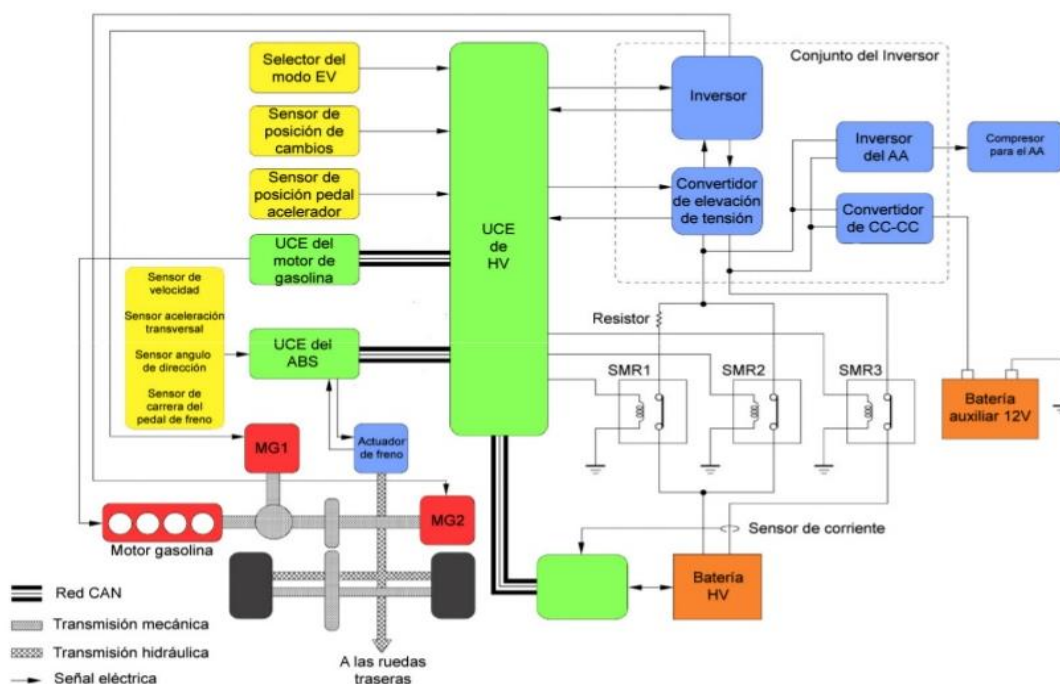 Selector del
modo EV
Sensor de
posición de
cambios
Sensor de
posición pedal
acelerador
UCE del
motor de
gasolina
Sensor de
velocidad
Sensor aceleración
transversal
Sensor angulo
de dirección
Sensor de
carrera del
pedal de freno
UCE del
ABS
MG1
Actuador
de freno
MG2
Motor gasolina
UCE
de
HV
Conjunto del Inversor
Inversor
Convertidor
de elevación
de tensión
Inversor
del AA
Compresor
para el AA
Convertidor
de CC-CC
Resistor
SMR1
SMR2
SMR3
Batería
auxiliar 12V
Sensor de corriente
Batería
HV
Red CAN
Transmisión mecánica
Transmisión hidráulica
Señal eléctrica
A las ruedas
traseras